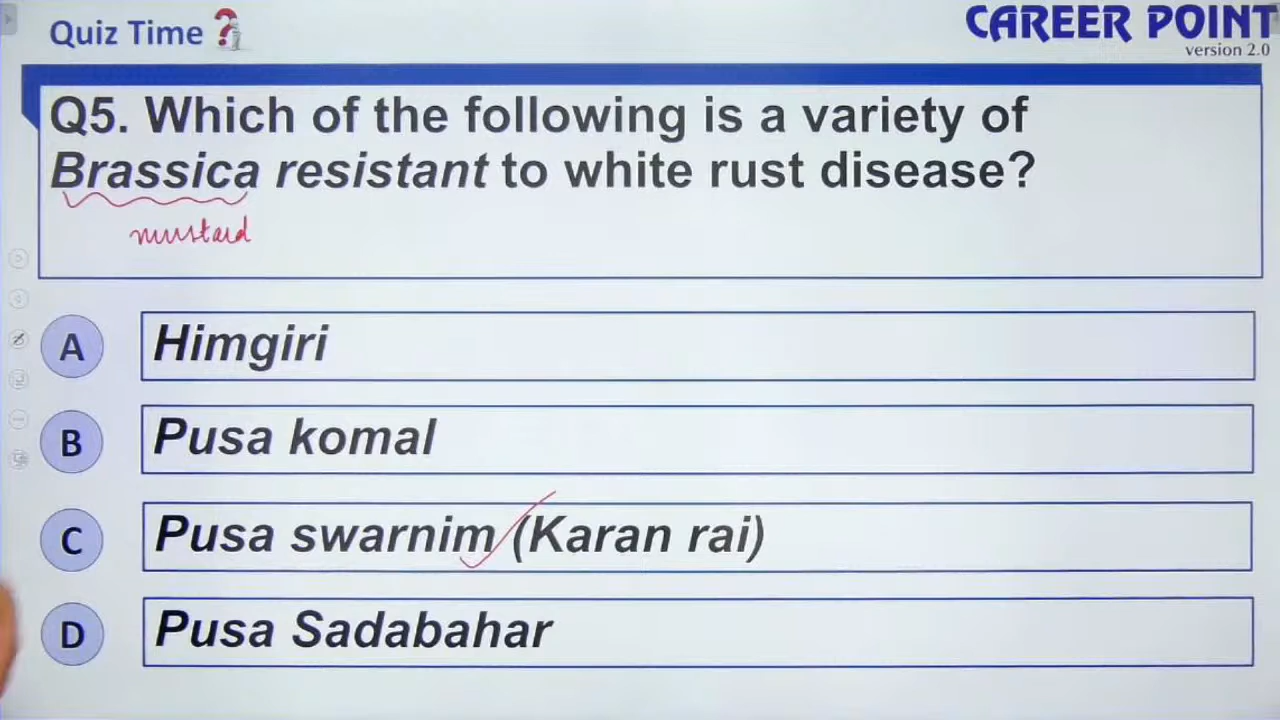 Quiz Time
CAREER POINT
version 2.0
Q5. Which of the following is a variety of
Brassica resistant to white rust disease?
mustard
A
Himgiri
B
Pusa komal
C
Pusa swarnim (Karan rai)
D
Pusa Sadabahar